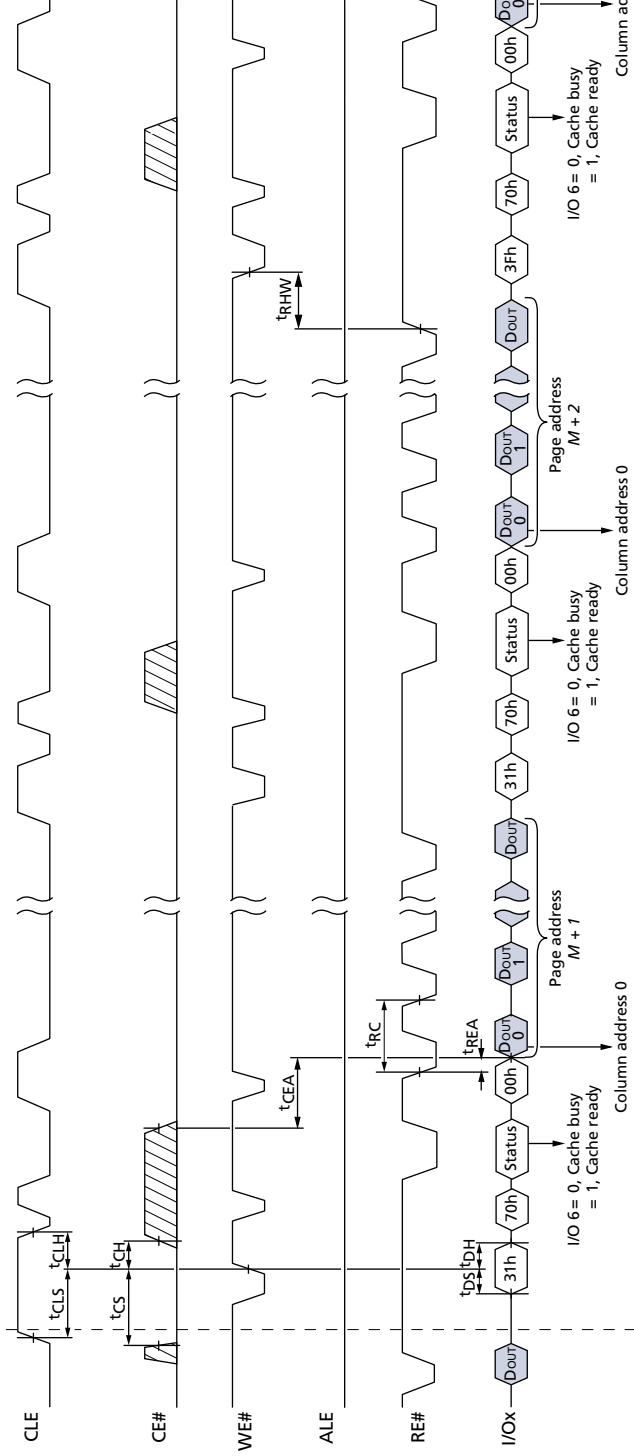 CLE
tCLS
tCLH
CE#
tCS
tCH
tCEA
WE#
tRHW
ALE
RE#
tRC
tREA
I/Ox
tDS
tDH
DOUT
31h
70h
Status
00h
DOUT 0
DOUT 1
DOUT
31h
70h
Status
00h
DOUT 0
DOUT 1
DOUT
3Fh
70h
Status
00h
I/O 6 = 0, Cache busy
= 1, Cache ready
Column address 0
Page address
M + 1
I/O 6 = 0, Cache busy
= 1, Cache ready
Column address 0
Page address
M + 2
I/O 6 = 0, Cache busy
= 1, Cache ready
Column ad